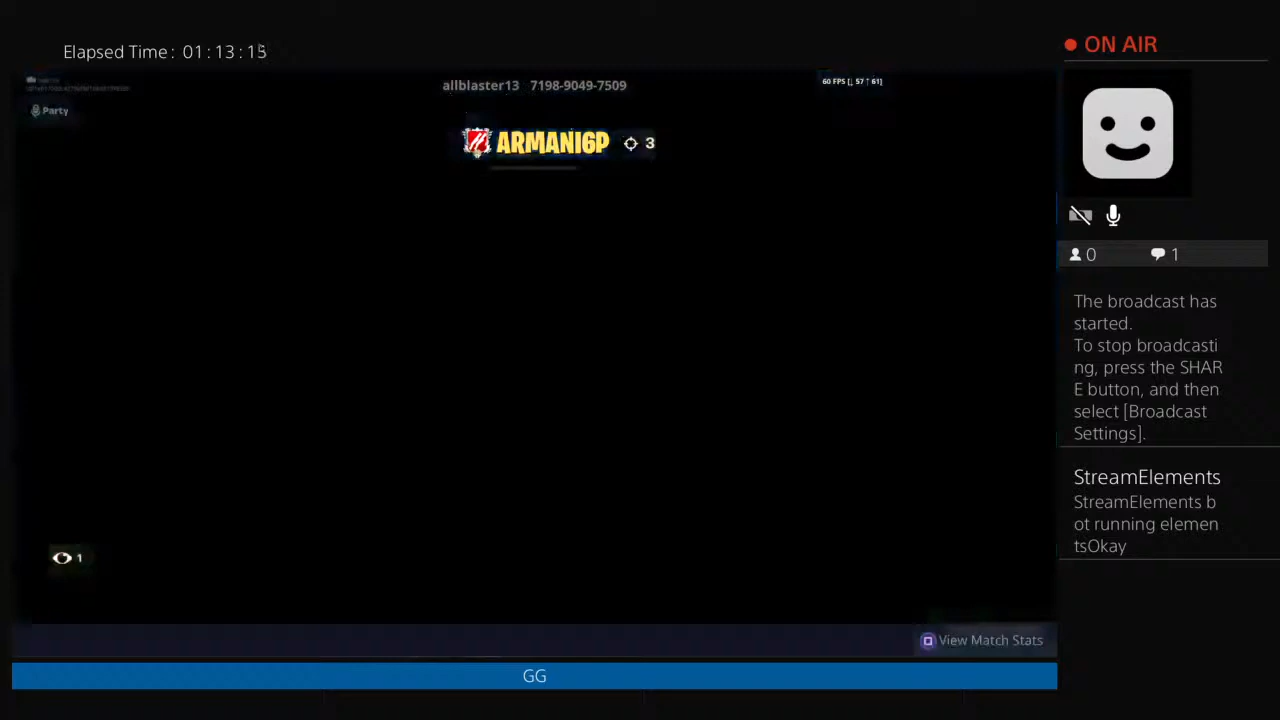 Elapsed Time: 01:13:15
ON AIR
allblaster13 7198-9049-7509
60 FPS [↓ 57 ↑ 61]
Party
ARMANI6P 3
0 1
The broadcast has
started.
To stop broadcasti
ng, press the SHAR
E button, and then
select [Broadcast
Settings].
StreamElements
StreamElements b
ot running elemen
tsOkay
1
View Match Stats
GG